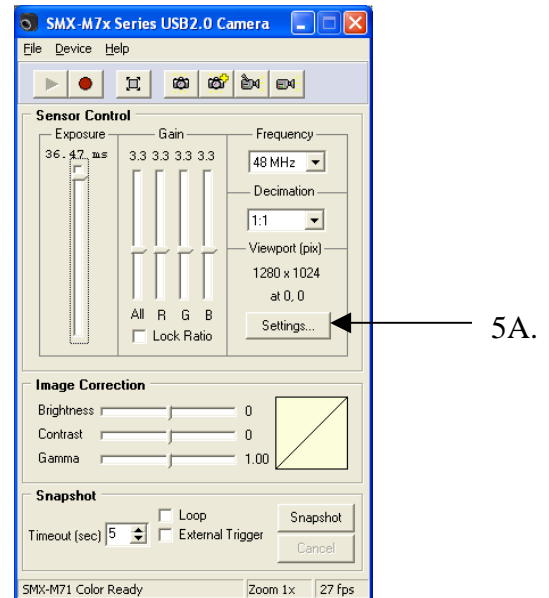 SMX-M7x Series USB2.0 Camera
File Device Help
Sensor Control
Exposure
36.47 ms
Gain
3.3 3.3 3.3 3.3
All R G B
Lock Ratio
Frequency
48 MHz
Decimation
1:1
Viewport (pix)
1280 x 1024
at 0, 0
Settings...
5A.
Image Correction
Brightness 0
Contrast 0
Gamma 1.00
Snapshot
Timeout (sec) 5
Loop
External Trigger
Snapshot
Cancel
SMX-M71 Color Ready Zoom 1x 27 fps